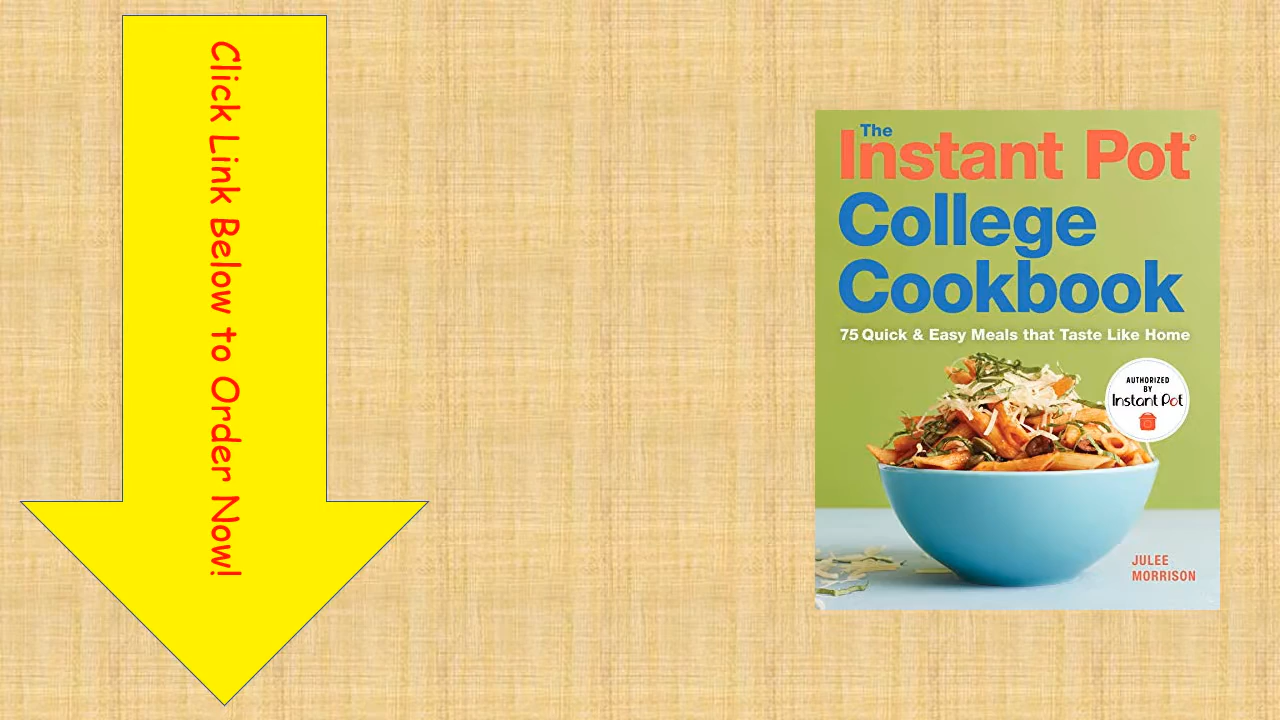 Click Link Below to Order Now!
The
Instant Pot®
College
Cookbook
75 Quick & Easy Meals that Taste Like Home
AUTHORIZED
BY
Instant Pot
JULEE
MORRISON